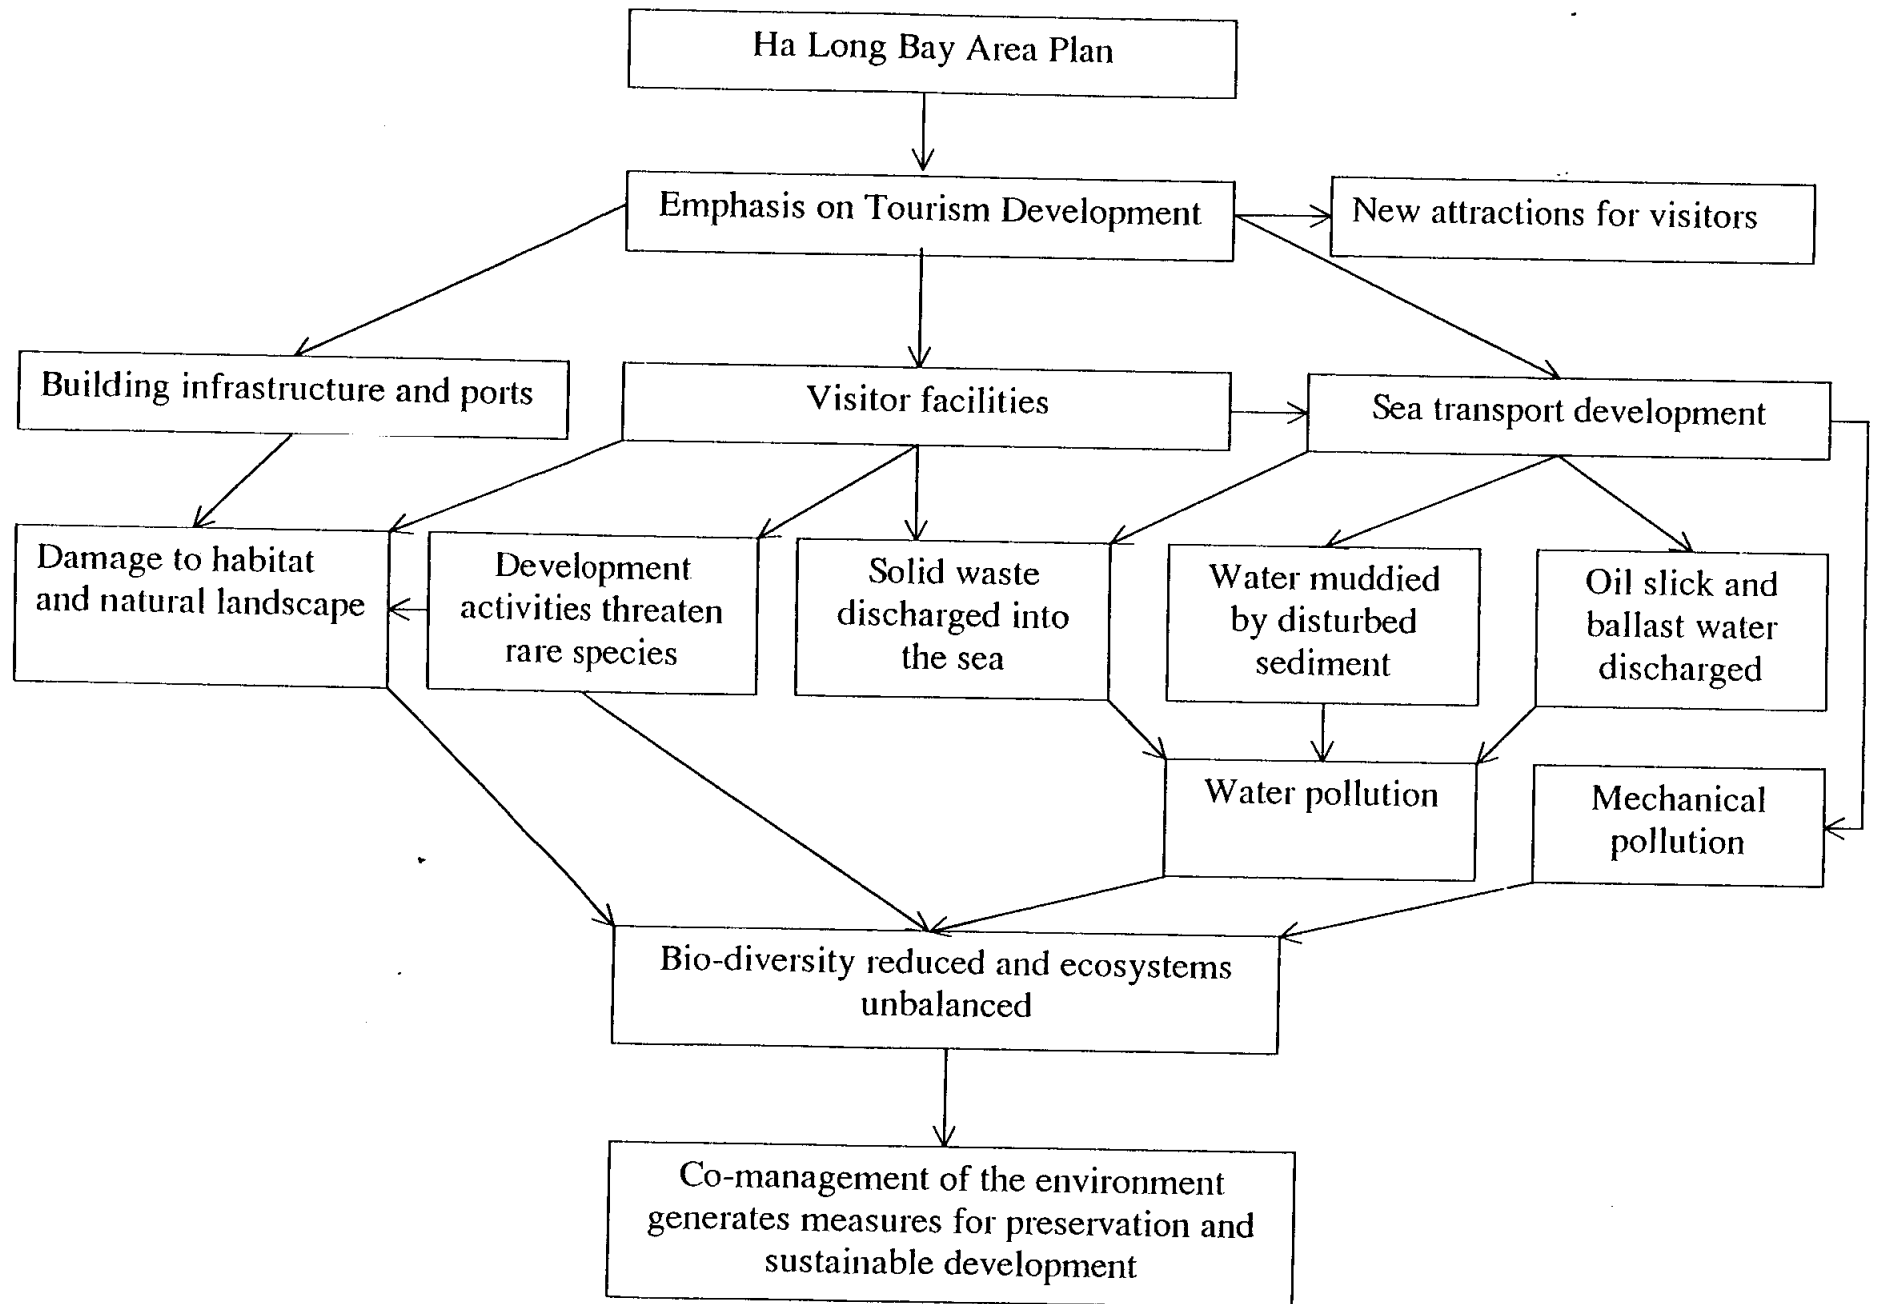 Ha Long Bay Area Plan
Emphasis on Tourism Development
New attractions for visitors
Building infrastructure and ports
Visitor facilities
Sea transport development
Damage to habitat
and natural landscape
Development
activities threaten
rare species
Solid waste
discharged into
the sea
Water muddied
by disturbed
sediment
Oil slick and
ballast water
discharged
Water pollution
Mechanical
pollution
Bio-diversity reduced and ecosystems
unbalanced
Co-management of the environment
generates measures for preservation and
sustainable development